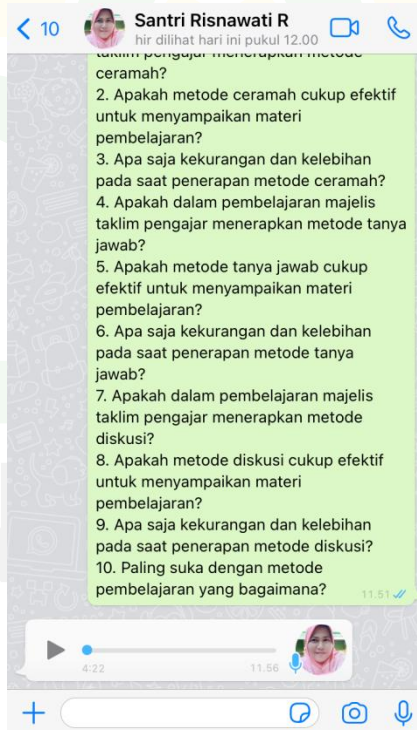 10
Santri Risnawati R
hir dilihat hari ini pukul 12.00
taklim pengajar menerapkan metode
ceramah?
2. Apakah metode ceramah cukup efektif
untuk menyampaikan materi
pembelajaran?
3. Apa saja kekurangan dan kelebihan
pada saat penerapan metode ceramah?
4. Apakah dalam pembelajaran majelis
taklim pengajar menerapkan metode tanya
jawab?
5. Apakah metode tanya jawab cukup
efektif untuk menyampaikan materi
pembelajaran?
6. Apa saja kekurangan dan kelebihan
pada saat penerapan metode tanya
jawab?
7. Apakah dalam pembelajaran majelis
taklim pengajar menerapkan metode
diskusi?
8. Apakah metode diskusi cukup efektif
untuk menyampaikan materi
pembelajaran?
9. Apa saja kekurangan dan kelebihan
pada saat penerapan metode diskusi?
10. Paling suka dengan metode
pembelajaran yang bagaimana?
11.51
4:22
11.56